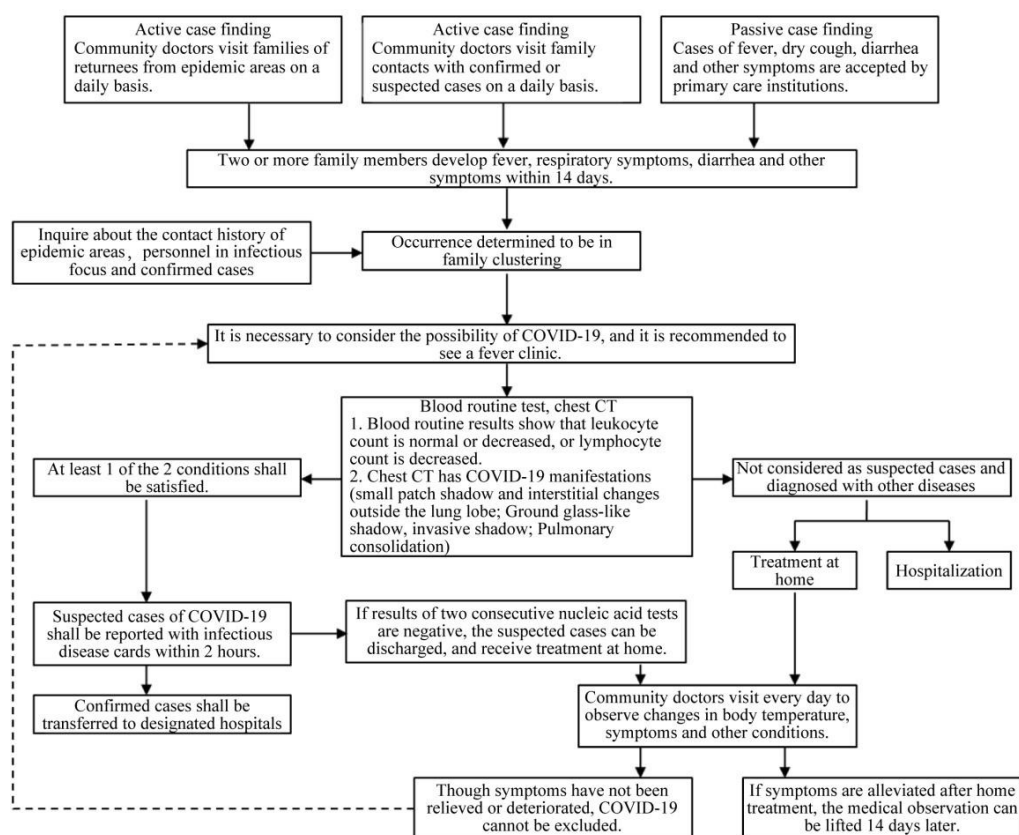 Active case finding
Community doctors visit families of
returnees from epidemic areas on a
daily basis.
Active case finding
Community doctors visit family
contacts with confirmed or
suspected cases on a daily basis.
Passive case finding
Cases of fever, dry cough, diarrhea
and other symptoms are accepted by
primary care institutions.
Two or more family members develop fever, respiratory symptoms, diarrhea and other
symptoms within 14 days.
Inquire about the contact history of
epidemic areas, personnel in infectious
focus and confirmed cases
Occurrence determined to be in
family clustering
It is necessary to consider the possibility of COVID-19, and it is recommended to
see a fever clinic.
Blood routine test, chest CT
1. Blood routine results show that leukocyte
count is normal or decreased, or lymphocyte
count is decreased.
2. Chest CT has COVID-19 manifestations
(small patch shadow and interstitial changes
outside the lung lobe; Ground glass-like
shadow, invasive shadow; Pulmonary
consolidation)
At least 1 of the 2 conditions shall
be satisfied.
Not considered as suspected cases and
diagnosed with other diseases
Treatment at
home
Hospitalization
Suspected cases of COVID-19
shall be reported with infectious
disease cards within 2 hours.
If results of two consecutive nucleic acid tests
are negative, the suspected cases can be
discharged, and receive treatment at home.
Confirmed cases shall be
transferred to designated hospitals
Community doctors visit every day to
observe changes in body temperature,
symptoms and other conditions.
Though symptoms have not been
relieved or deteriorated, COVID-19
cannot be excluded.
If symptoms are alleviated after home
treatment, the medical observation can
be lifted 14 days later.